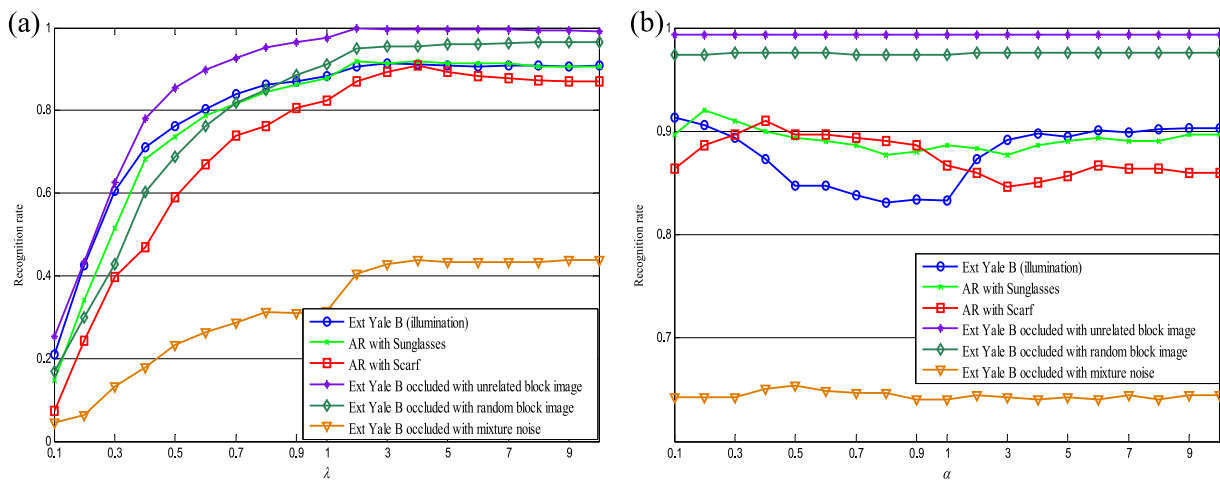 (a)
Recognition rate
1
0.8
0.6
0.4
0.2
0
0.1 0.3 0.5 0.7 0.9 1 3 5 7 9
λ
Ext Yale B (illumination)
AR with Sunglasses
AR with Scarf
Ext Yale B occluded with unrelated block image
Ext Yale B occluded with random block image
Ext Yale B occluded with mixture noise
(b)
Recognition rate
1
0.9
0.8
0.7
0.1 0.3 0.5 0.7 0.9 1 3 5 7 9
α
Ext Yale B (illumination)
AR with Sunglasses
AR with Scarf
Ext Yale B occluded with unrelated block image
Ext Yale B occluded with random block image
Ext Yale B occluded with mixture noise